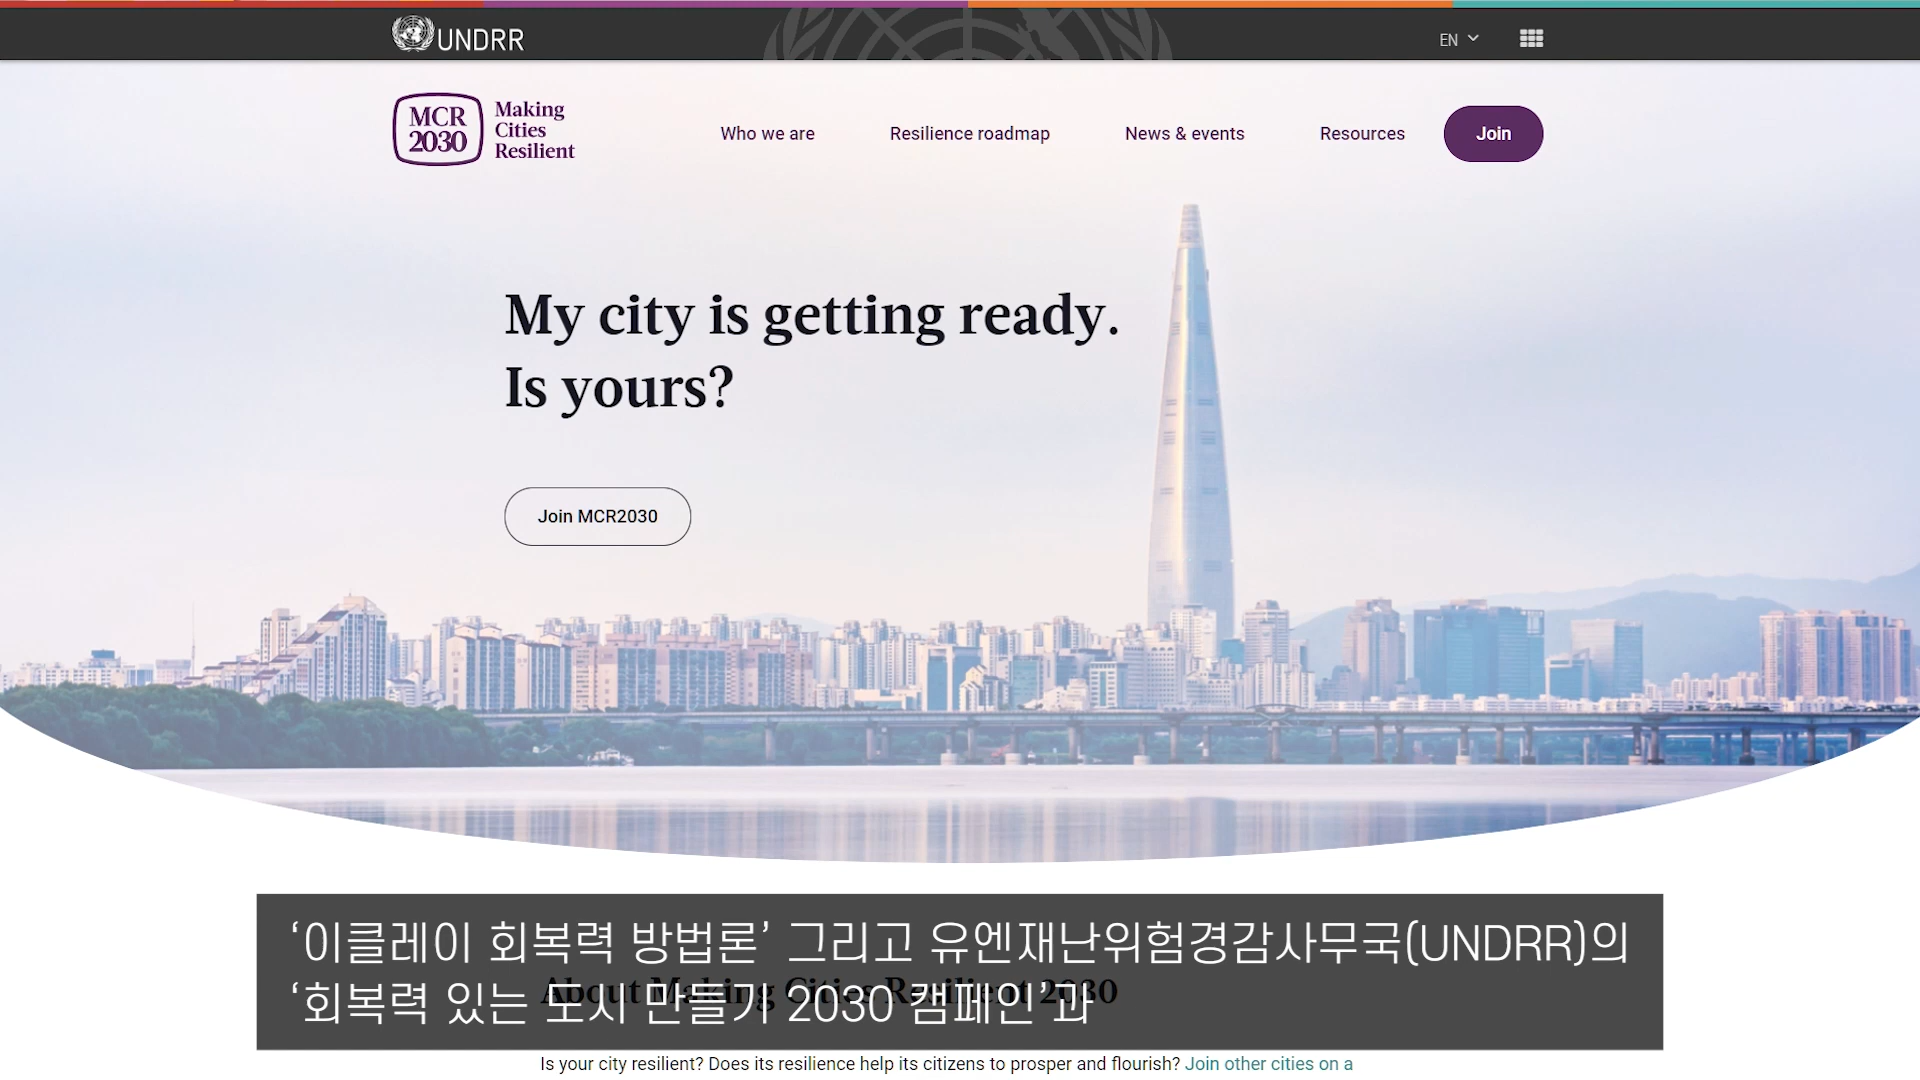 UNDRR
EN
MCR
2030
Making
Cities
Resilient
Who we are
Resilience roadmap
News & events
Resources
Join
My city is getting ready.
Is yours?
Join MCR2030
‘이클레이 회복력 방법론’ 그리고 유엔재난위험경감사무국(UNDRR)의
‘회복력 있는 도시 만들기 2030 캠페인’과
About Making Cities Resilient 2030
Is your city resilient? Does its resilience help its citizens to prosper and flourish? Join other cities on a